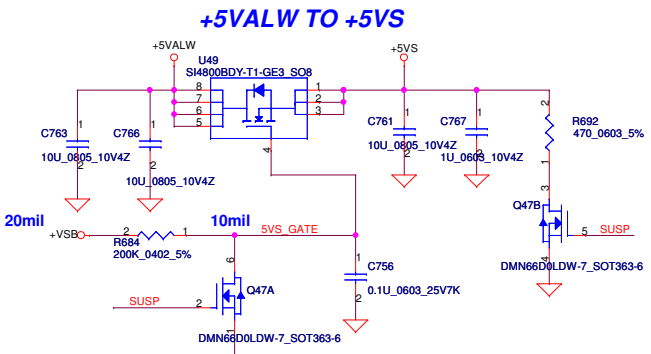 +5VALW TO +5VS
+5VALW
U49
SI4800BDY-T1-GE3_SO8
+5VS
8
7
6
5
1
2
3
4
C763
1
2
10U_0805_10V4Z
C766
1
2
10U_0805_10V4Z
C761
1
2
10U_0805_10V4Z
C767
1
2
1U_0603_10V4Z
2
R692
470_0603_5%
1
3
Q47B
5
SUSP
4
DMN66D0LDW-7_SOT363-6
20mil
+VSB
2
1
R684
200K_0402_5%
10mil
5VS_GATE
6
Q47A
SUSP
2
1
DMN66D0LDW-7_SOT363-6
1
C756
2
0.1U_0603_25V7K